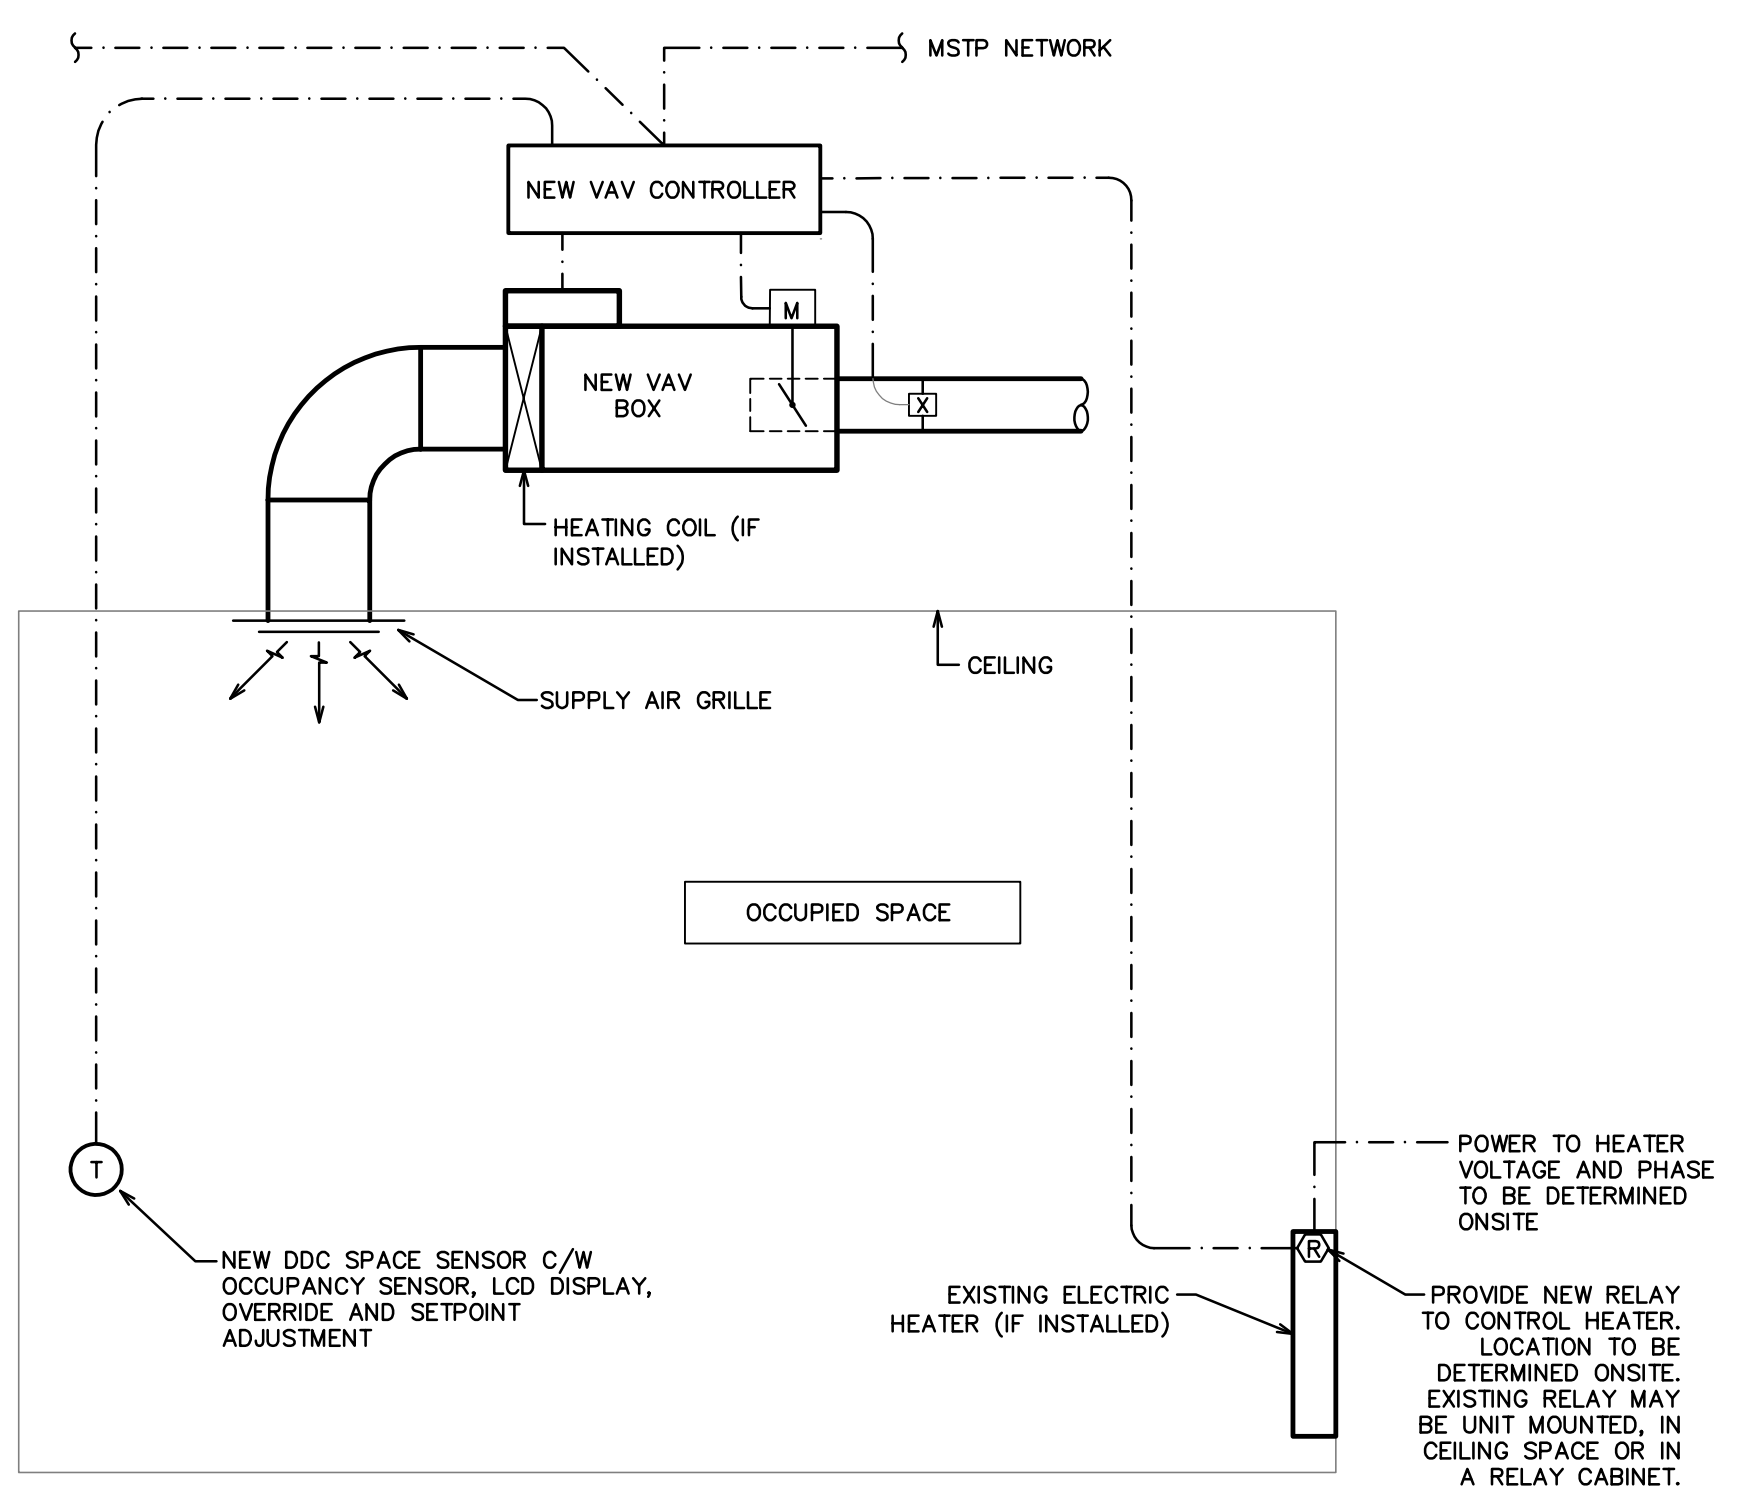 MSTP NETWORK
NEW VAV CONTROLLER
M
NEW VAV
BOX
X
HEATING COIL (IF
INSTALLED)
CEILING
SUPPLY AIR GRILLE
OCCUPIED SPACE
T
NEW DDC SPACE SENSOR C/W
OCCUPANCY SENSOR, LCD DISPLAY,
OVERRIDE AND SETPOINT
ADJUSTMENT
POWER TO HEATER
VOLTAGE AND PHASE
TO BE DETERMINED
ONSITE
R
EXISTING ELECTRIC
HEATER (IF INSTALLED)
PROVIDE NEW RELAY
TO CONTROL HEATER.
LOCATION TO BE
DETERMINED ONSITE.
EXISTING RELAY MAY
BE UNIT MOUNTED, IN
CEILING SPACE OR IN
A RELAY CABINET.